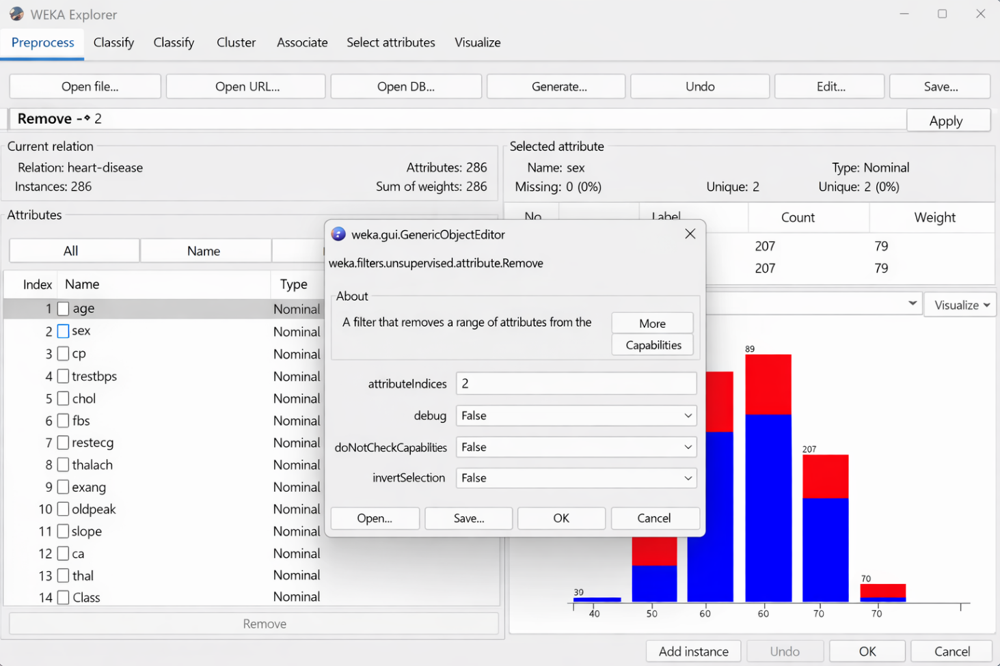 WEKA Explorer
Preprocess Classify Classify Cluster Associate Select attributes Visualize
Open file... Open URL... Open DB... Generate... Undo Edit... Save...
Remove -⬥ 2 Apply
Current relation
Relation: heart-disease Attributes: 286
Instances: 286 Sum of weights: 286
Selected attribute
Name: sex Type: Nominal
Missing: 0 (0%) Unique: 2 Unique: 2 (0%)
No Label Count Weight
207 79
207 79
Visualize
Attributes
All Name
Index Name Type
1 age Nominal
2 sex Nominal
3 cp Nominal
4 trestbps Nominal
5 chol Nominal
6 fbs Nominal
7 restecg Nominal
8 thalach Nominal
9 exang Nominal
10 oldpeak Nominal
11 slope Nominal
12 ca Nominal
13 thal Nominal
14 Class Nominal
Remove
weka.gui.GenericObjectEditor
weka.filters.unsupervised.attribute.Remove
About
A filter that removes a range of attributes from the More
Capabilities
attributeIndices 2
debug False
doNotCheckCapabilties False
invertSelection False
Open... Save... OK Cancel
89
207
70
39
40 50 60 60 70 70
Add instance Undo OK Cancel